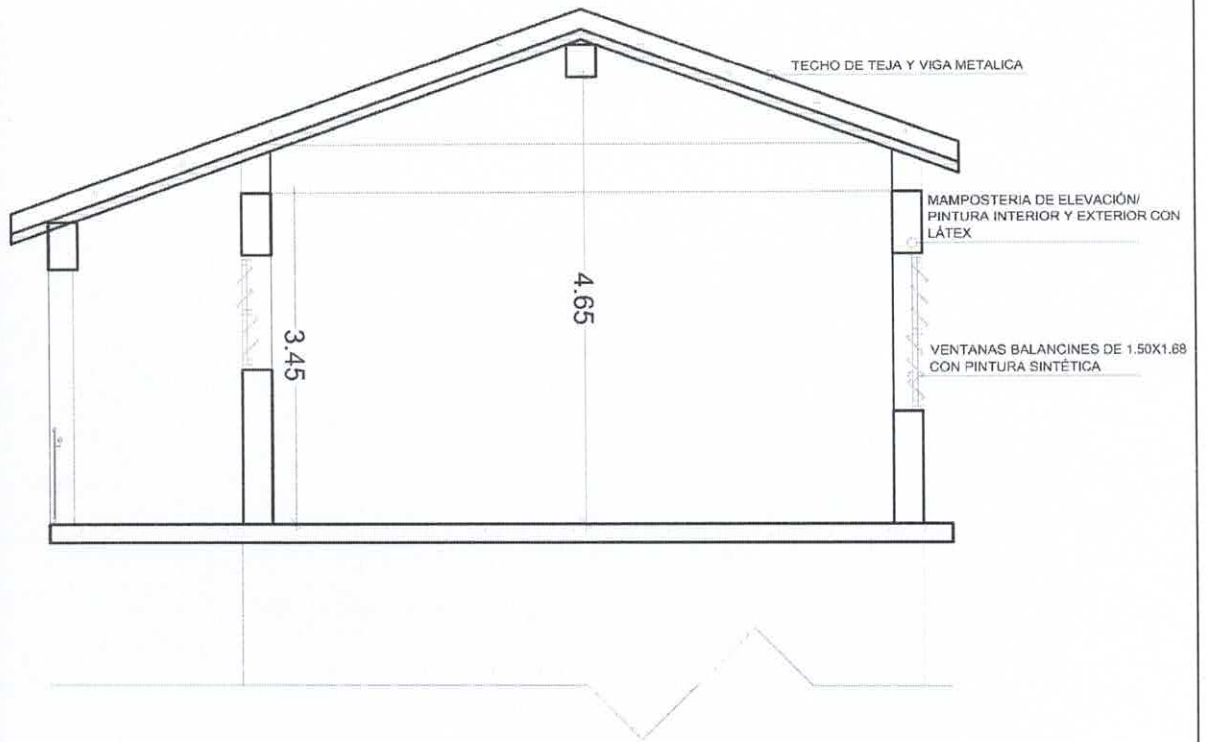 TECHO DE TEJA Y VIGA METALICA
MAMPOSTERIA DE ELEVACIÓN/
PINTURA INTERIOR Y EXTERIOR CON
LÁTEX
4.65
3.45
VENTANAS BALANCINES DE 1.50X1.68
CON PINTURA SINTÉTICA